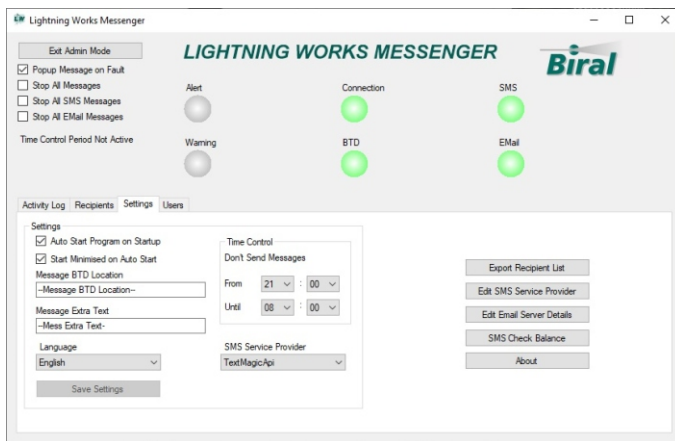 Lightning Works Messenger
Exit Admin Mode
LIGHTNING WORKS MESSENGER
Biral
Popup Message on Fault
Stop All Messages
Stop All SMS Messages
Stop All EMail Messages
Time Control Period Not Active
Alert
Connection
SMS
Warning
BTD
EMail
Activity Log
Recipients
Settings
Users
Settings
Auto Start Program on Startup
Start Minimised on Auto Start
Message BTD Location
--Message BTD Location--
Message Extra Text
--Mess Extra Text-
Language
English
Save Settings
Time Control
Don't Send Messages
From 21 : 00
Until 08 : 00
SMS Service Provider
TextMagicApi
Export Recipient List
Edit SMS Service Provider
Edit Email Server Details
SMS Check Balance
About